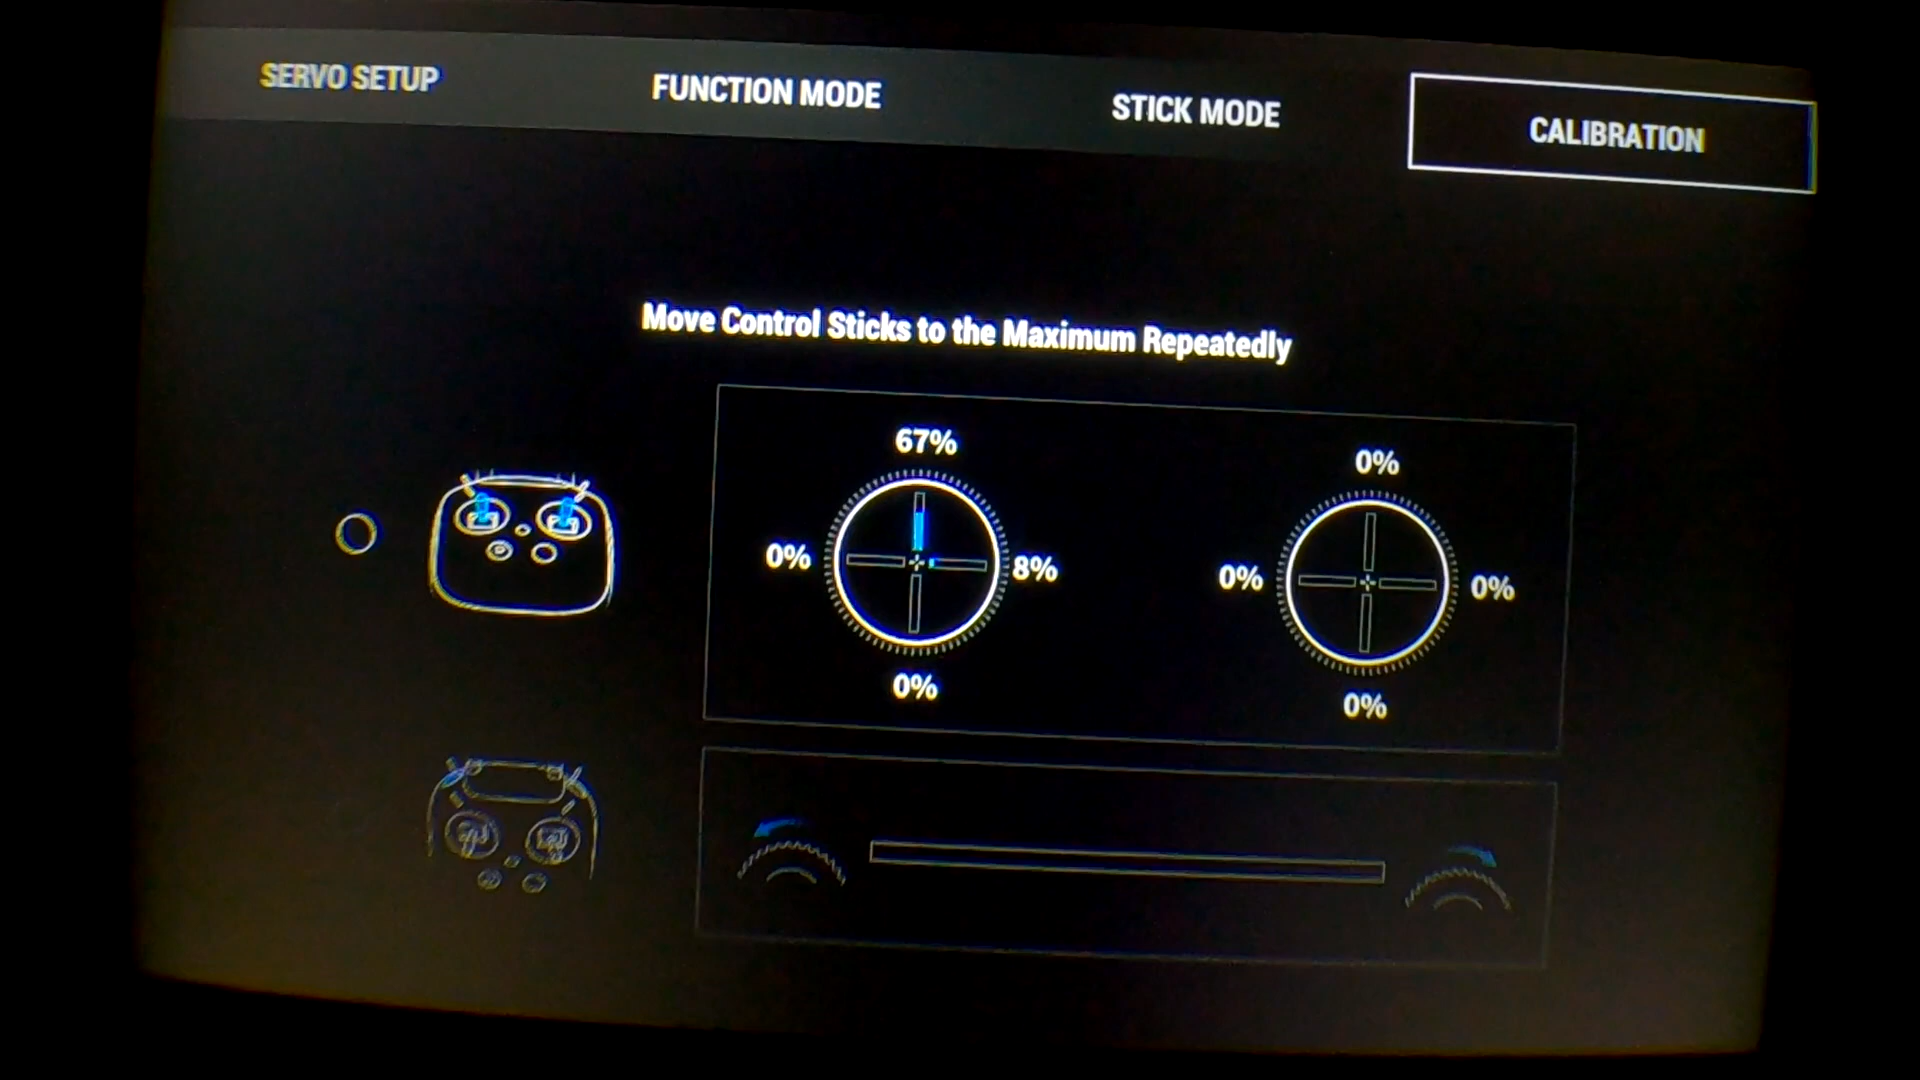 SERVO SETUP
FUNCTION MODE
STICK MODE
CALIBRATION
Move Control Sticks to the Maximum Repeatedly
67%
0%
8%
0%
0%
0%
0%
0%